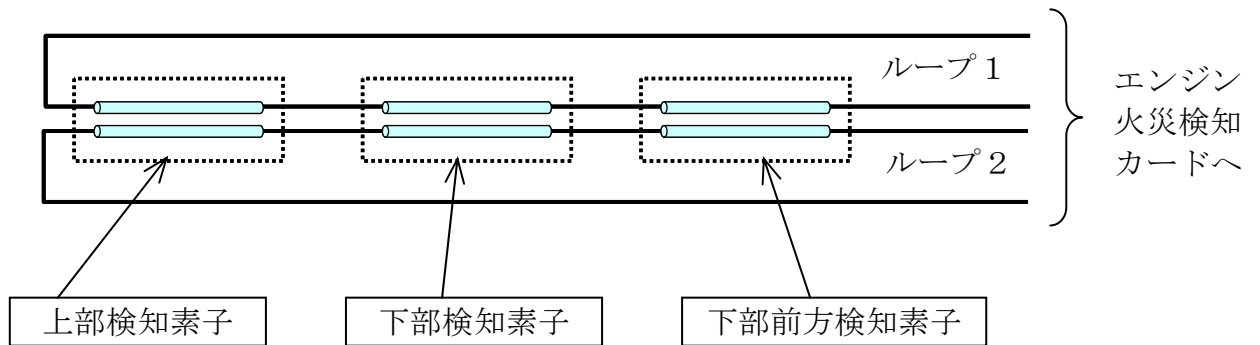 ループ1
エンジン
火災検知
カードへ
ループ2
上部検知素子
下部検知素子
下部前方検知素子